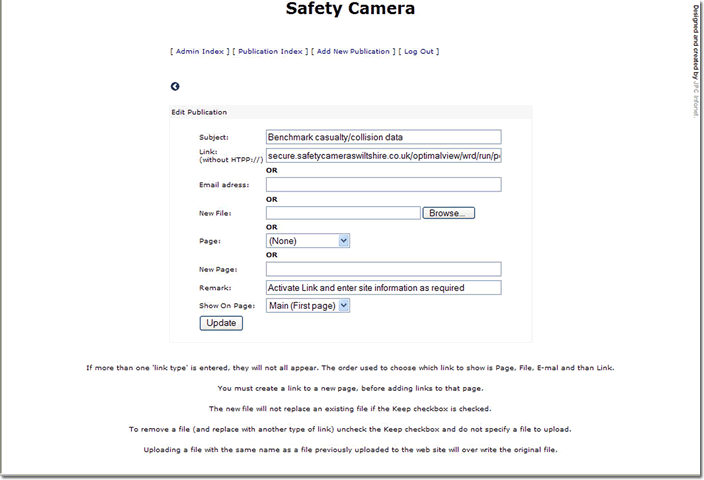 Safety Camera
[ Admin Index ] [ Publication Index ] [ Add New Publication ] [ Log Out ]
Edit Publication
Subject: Benchmark casualty/collision data
Link:
(without HTPP://) secure.safetycameraswiltshire.co.uk/optimalview/wrd/run/p
OR
Email adress:
OR
New File: Browse...
OR
Page: (None)
OR
New Page:
Remark: Activate Link and enter site information as required
Show On Page: Main (First page)
Update
If more than one 'link type' is entered, they will not all appear. The order used to choose which link to show is Page, File, E-mal and than Link.
You must create a link to a new page, before adding links to that page.
The new file will not replace an existing file if the Keep checkbox is checked.
To remove a file (and replace with another type of link) uncheck the Keep checkbox and do not specify a file to upload.
Uploading a file with the same name as a file previously uploaded to the web site will over write the original file.
Designed and created by JPC Infonet.